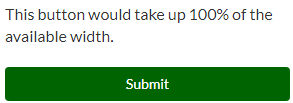 This button would take up 100% of the
available width.
Submit